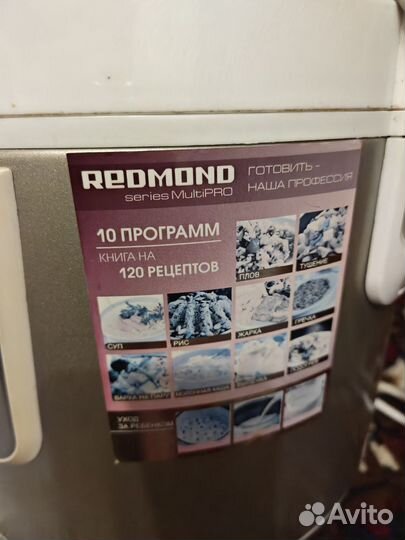 REDMOND
series MultiPRO
ГОТОВИТЬ -
НАША ПРОФЕССИЯ
10 ПРОГРАММ
КНИГА НА
120 РЕЦЕПТОВ
ПЛОВ
ТУШЕНИЕ
СУП
РИС
ЖАРКА
ГРЕЧКА
ВАРКА НА ПАРУ
МОЛОЧНАЯ КАША
УХОД
ЗА РЕБЕНКОМ
Avito